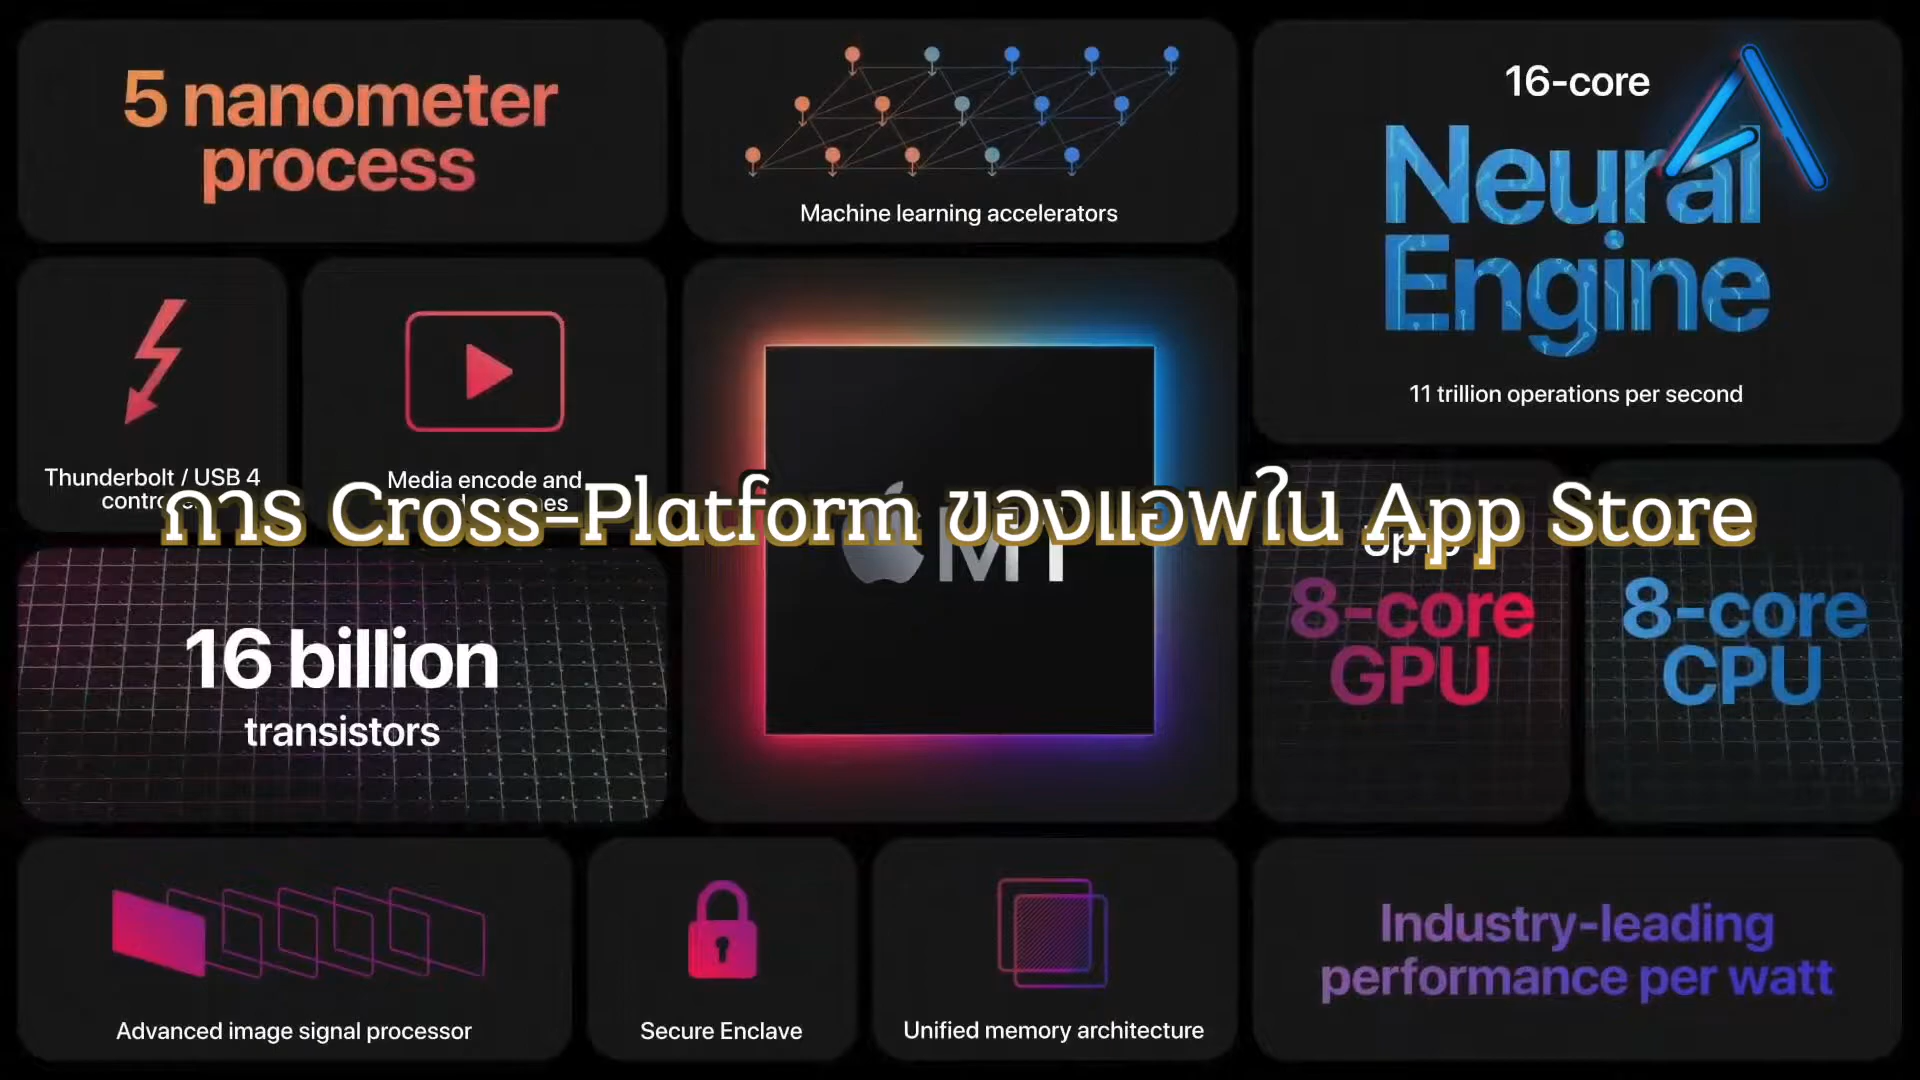 5 nanometer
process
Machine learning accelerators
16-core
Neural
Engine
11 trillion operations per second
Thunderbolt / USB 4
Media encode and
การ Cross-Platform ของแอพใน App Store
M1
16 billion
transistors
8-core
GPU
8-core
CPU
Advanced image signal processor
Secure Enclave
Unified memory architecture
Industry-leading
performance per watt